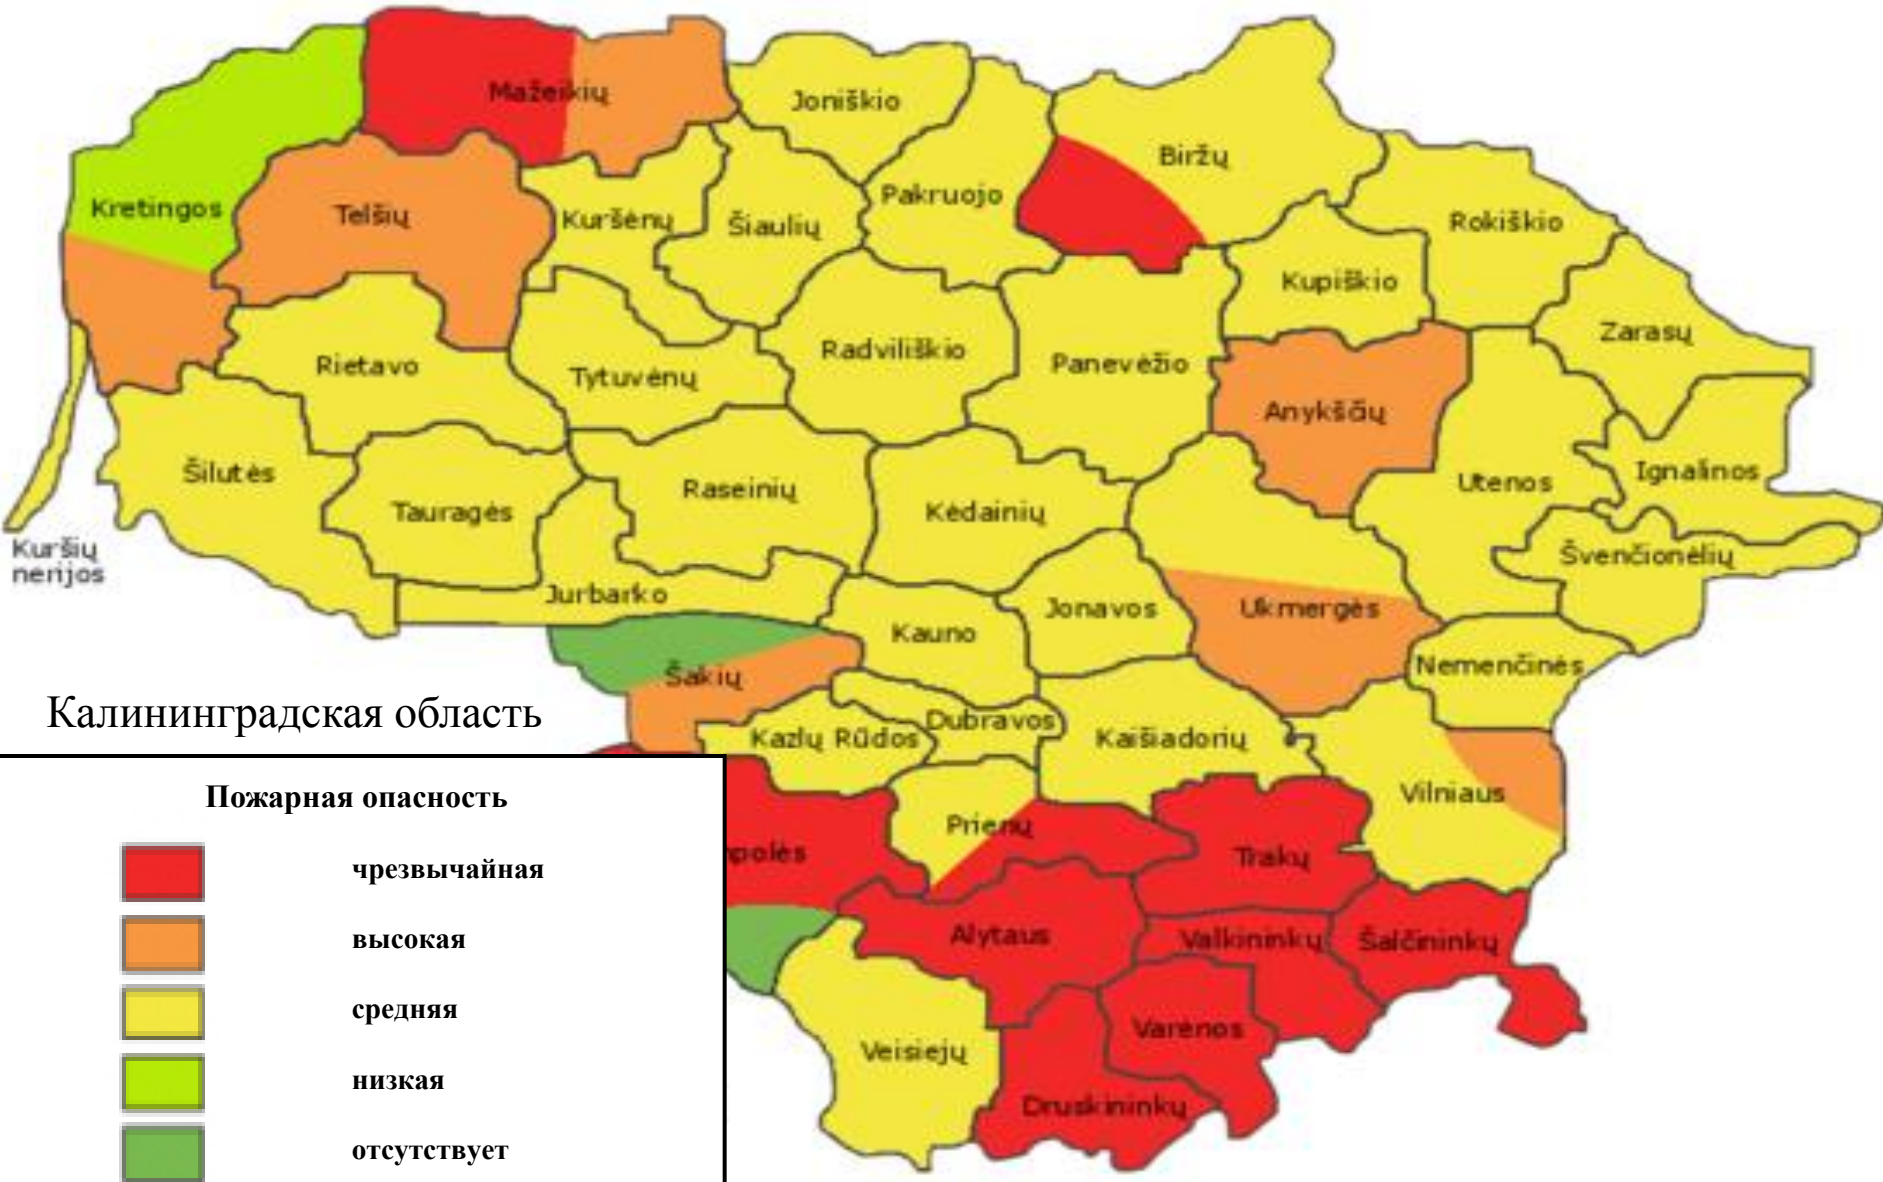 Mažeikių
Joniškio
Biržų
Kretingos
Telšių
Kuršėnų
Šiaulių
Pakruojo
Rokiškio
Kupiškio
Zarasų
Rietavo
Tytuvėnų
Radviliškio
Panevėžio
Anykščių
Šilutės
Tauragės
Raseinių
Kėdainių
Utenos
Ignalinos
Kuršių
nerijos
Švenčionėlių
Jurbarko
Kauno
Jonavos
Ukmergės
Šakių
Nemenčinės
Калининградская область
Kazlų Rūdos
Dubravos
Kaišiadorių
Vilniaus
Prienų
polės
Trakų
Alytaus
Valkininkų
Šalčininkų
Varėnos
Veisiejų
Druskininkų
Пожарная опасность
чрезвычайная
высокая
средняя
низкая
отсутствует